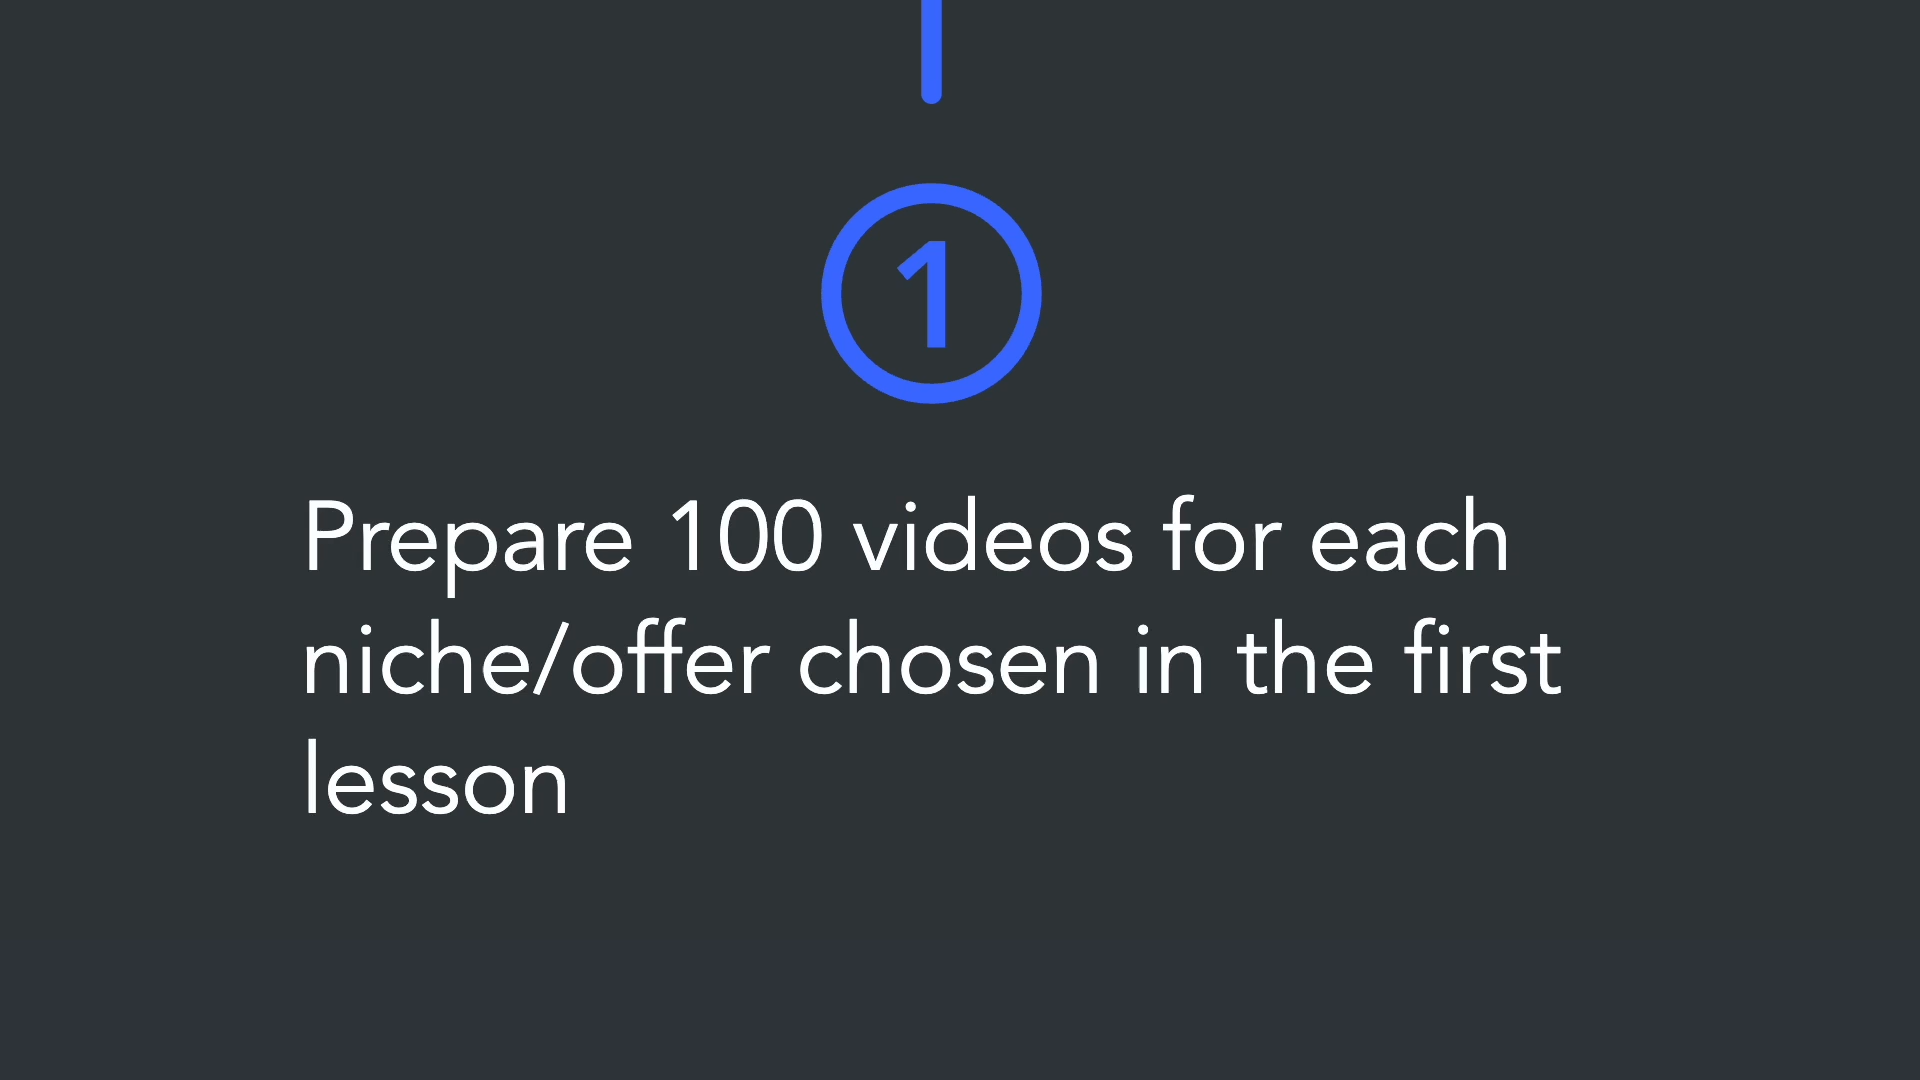 1
Prepare 100 videos for each
niche/offer chosen in the first
lesson